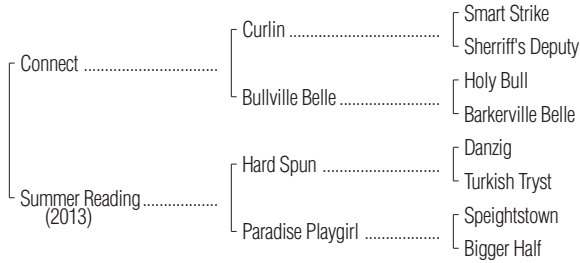 Smart Strike
Curlin ................................
Sherriff's Deputy
Connect .............................
Holy Bull
Bullville Belle .....................
Barkerville Belle
Danzig
Hard Spun .........................
Turkish Tryst
Summer Reading................
(2013)
Speightstown
Paradise Playgirl ................
Bigger Half